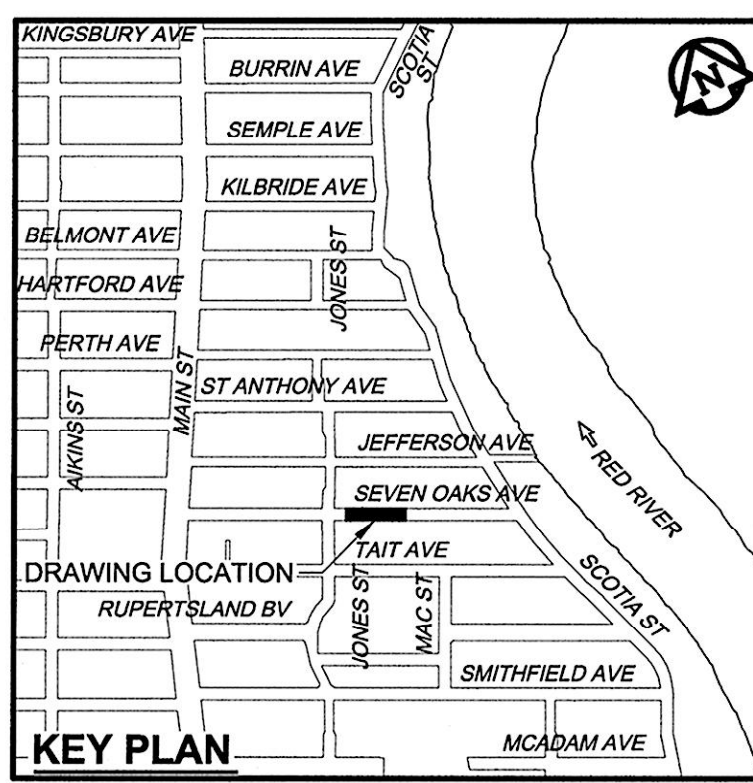 KINGSBURY AVE
BURRIN AVE
SCOTIA
ST
N
SEMPLE AVE
KILBRIDE AVE
BELMONT AVE
JONES ST
HARTFORD AVE
PERTH AVE
MAIN ST
ST ANTHONY AVE
AIKINS ST
JEFFERSON AVE
RED RIVER
SEVEN OAKS AVE
TAIT AVE
DRAWING LOCATION
SCOTIA ST
RUPERTSLAND BV
JONES ST
MAC ST
SMITHFIELD AVE
KEY PLAN
MCADAM AVE